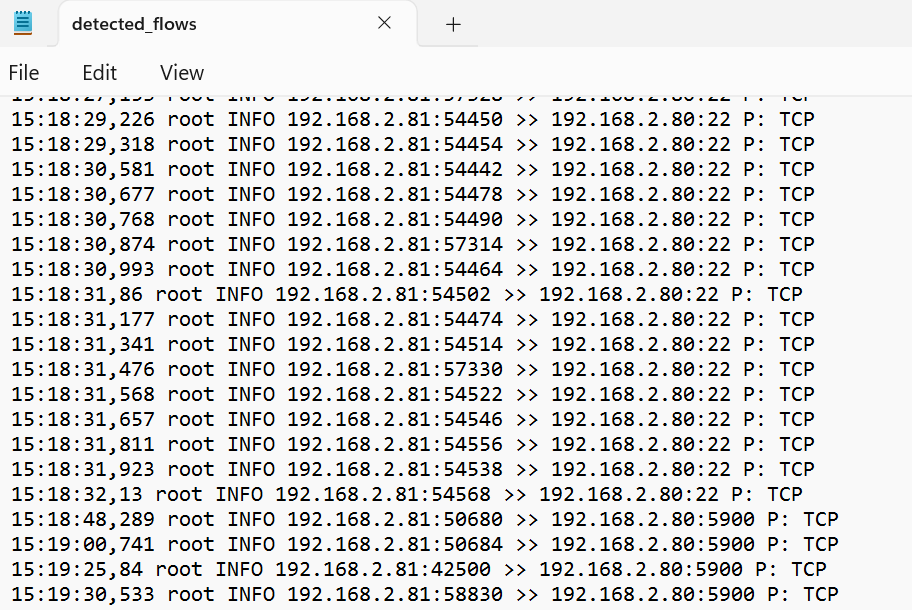 detected_flows
File Edit View
15:18:29,226 root INFO 192.168.2.81:54450 >> 192.168.2.80:22 P: TCP
15:18:29,318 root INFO 192.168.2.81:54454 >> 192.168.2.80:22 P: TCP
15:18:30,581 root INFO 192.168.2.81:54442 >> 192.168.2.80:22 P: TCP
15:18:30,677 root INFO 192.168.2.81:54478 >> 192.168.2.80:22 P: TCP
15:18:30,768 root INFO 192.168.2.81:54490 >> 192.168.2.80:22 P: TCP
15:18:30,874 root INFO 192.168.2.81:57314 >> 192.168.2.80:22 P: TCP
15:18:30,993 root INFO 192.168.2.81:54464 >> 192.168.2.80:22 P: TCP
15:18:31,86 root INFO 192.168.2.81:54502 >> 192.168.2.80:22 P: TCP
15:18:31,177 root INFO 192.168.2.81:54474 >> 192.168.2.80:22 P: TCP
15:18:31,341 root INFO 192.168.2.81:54514 >> 192.168.2.80:22 P: TCP
15:18:31,476 root INFO 192.168.2.81:57330 >> 192.168.2.80:22 P: TCP
15:18:31,568 root INFO 192.168.2.81:54522 >> 192.168.2.80:22 P: TCP
15:18:31,657 root INFO 192.168.2.81:54546 >> 192.168.2.80:22 P: TCP
15:18:31,811 root INFO 192.168.2.81:54556 >> 192.168.2.80:22 P: TCP
15:18:31,923 root INFO 192.168.2.81:54538 >> 192.168.2.80:22 P: TCP
15:18:32,13 root INFO 192.168.2.81:54568 >> 192.168.2.80:22 P: TCP
15:18:48,289 root INFO 192.168.2.81:50680 >> 192.168.2.80:5900 P: TCP
15:19:00,741 root INFO 192.168.2.81:50684 >> 192.168.2.80:5900 P: TCP
15:19:25,84 root INFO 192.168.2.81:42500 >> 192.168.2.80:5900 P: TCP
15:19:30,533 root INFO 192.168.2.81:58830 >> 192.168.2.80:5900 P: TCP